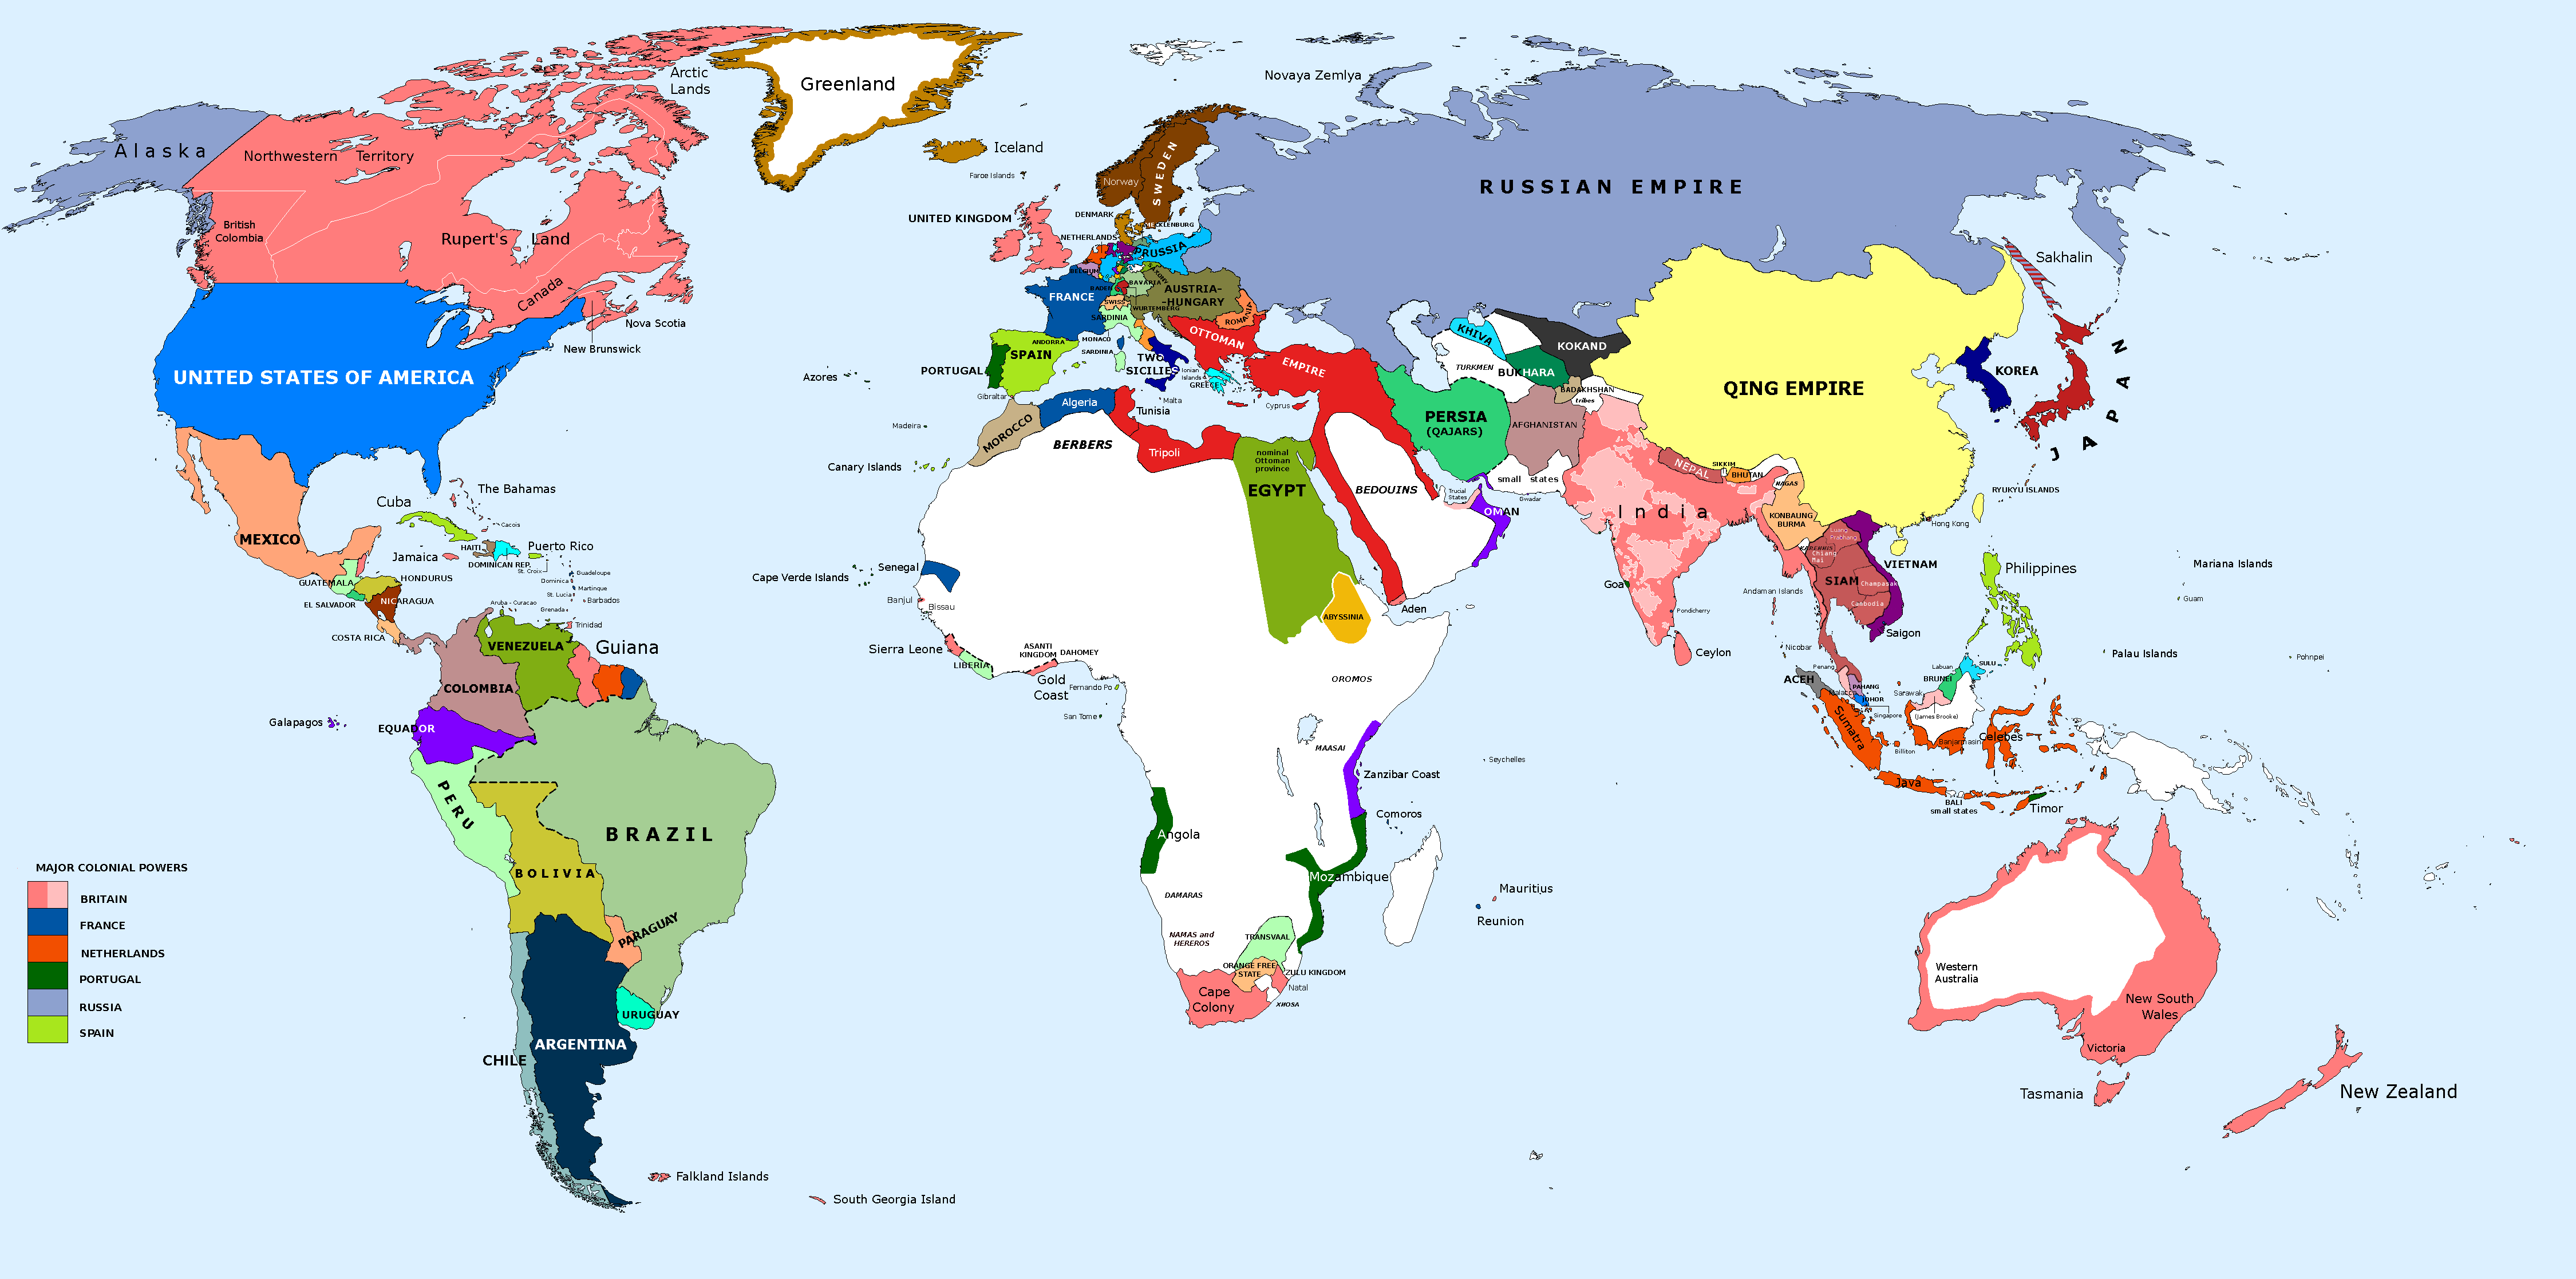 Arctic
Lands
Greenland
Novaya Zemlya
Alaska
Northwestern Territory
Iceland
Faroe Islands
Norway
SWEDEN
RUSSIAN EMPIRE
British
Colombia
Rupert's Land
Canada
Nova Scotia
New Brunswick
UNITED KINGDOM
DENMARK
NETHERLANDS
PRUSSIA
BELGIUM
FRANCE
BADEN
BAVARIA
SWISS
WURTEMBERG
AUSTRIA-
-HUNGARY
ROMANIA
SARDINIA
MONACO
ANDORRA
SARDINIA
SPAIN
PORTUGAL
TWO
SICILIES
Ionian
Islands
GREECE
OTTOMAN
EMPIRE
Gibraltar
Malta
Cyprus
Sakhalin
KHIVA
KOKAND
TURKMEN
BUKHARA
BADAKHSHAN
tribes
QING EMPIRE
KOREA
JAPAN
RYUKYU ISLANDS
UNITED STATES OF AMERICA
Azores
Madeira
Canary Islands
MOROCCO
Algeria
Tunisia
BERBERS
Tripoli
nominal
Ottoman
province
EGYPT
BEDOUINS
PERSIA
(QAJARS)
AFGHANISTAN
small states
Gwadar
Trucial
States
OMAN
NEPAL
SIKKIM
BHUTAN
NAGAS
India
KONBAUNG
BURMA
Hong Kong
MEXICO
Cuba
The Bahamas
Cacois
Jamaica
HAITI
DOMINICAN REP.
Puerto Rico
St. Croix
Guadeloupe
Dominica
Martinique
St. Lucia
Barbados
Grenada
Aruba - Curacao
Trinidad
GUATEMALA
HONDURUS
EL SALVADOR
NICARAGUA
COSTA RICA
VENEZUELA
Guiana
COLOMBIA
Galapagos
EQUADOR
PERU
BRAZIL
BOLIVIA
PARAGUAY
URUGUAY
ARGENTINA
CHILE
Falkland Islands
South Georgia Island
Cape Verde Islands
Senegal
Banjul
Bissau
Sierra Leone
LIBERIA
ASANTI
KINGDOM
DAHOMEY
Gold
Coast
Fernando Po
San Tome
ABYSSINIA
Aden
OROMOS
MAASAI
Zanzibar Coast
Comoros
Seychelles
Angola
Mozambique
DAMARAS
NAMAS and
HEREROS
TRANSVAAL
ORANGE FREE
STATE
ZULU KINGDOM
Natal
XHOSA
Cape
Colony
Mauritius
Reunion
Goa
Pondicherry
Ceylon
Andaman Islands
Nicobar
Luang
Prabhang
KARENNIS
Chiang
Mai
SIAM
Champasak
Cambodia
VIETNAM
Saigon
Philippines
Mariana Islands
Guam
Palau Islands
Pohnpei
Penang
ACEH
PAHANG
JOHOR
Singapore
Labuan
BRUNEI
SULU
Sarawak
(James Brooke)
Sumatra
Billiton
Banjarmasin
Celebes
Java
BALI
small states
Timor
Western
Australia
New South
Wales
Victoria
Tasmania
New Zealand
MAJOR COLONIAL POWERS
BRITAIN
FRANCE
NETHERLANDS
PORTUGAL
RUSSIA
SPAIN